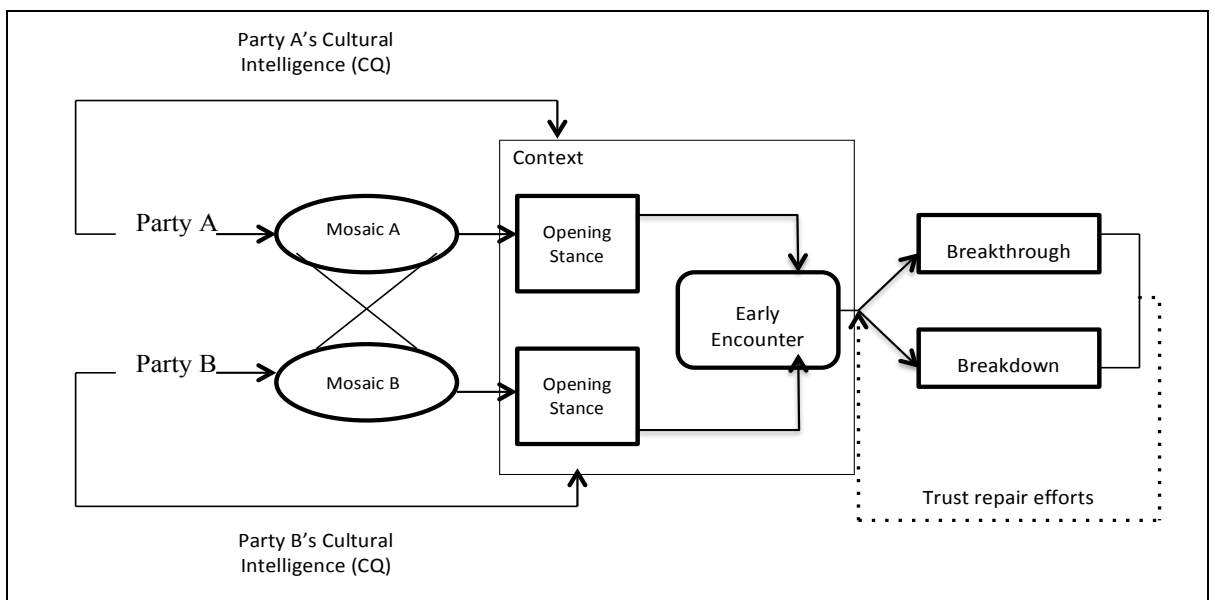 Party A’s Cultural
Intelligence (CQ)
Context
Party A
Mosaic A
Opening
Stance
Breakthrough
Early
Encounter
Party B
Mosaic B
Opening
Stance
Breakdown
Trust repair efforts
Party B’s Cultural
Intelligence (CQ)